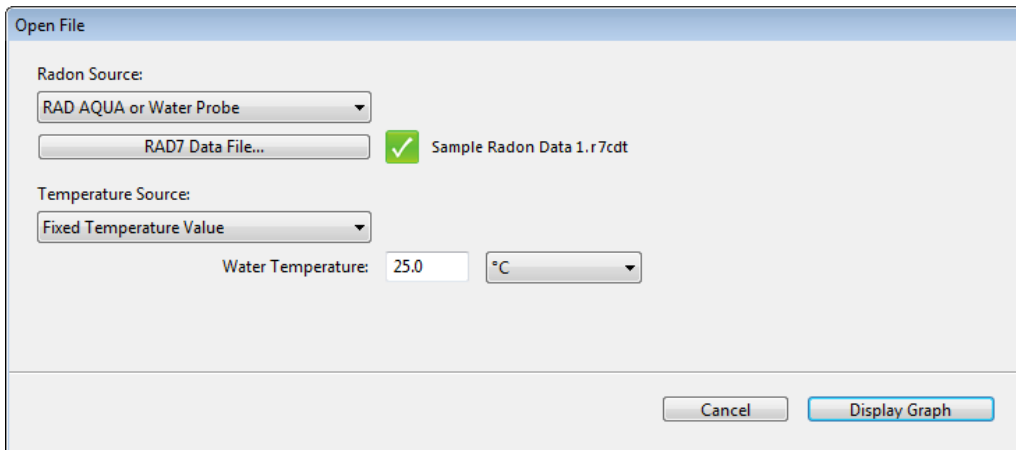 Open File
Radon Source:
RAD AQUA or Water Probe
RAD7 Data File... Sample Radon Data 1.r7cdt
Temperature Source:
Fixed Temperature Value
Water Temperature: 25.0 °C
Cancel Display Graph